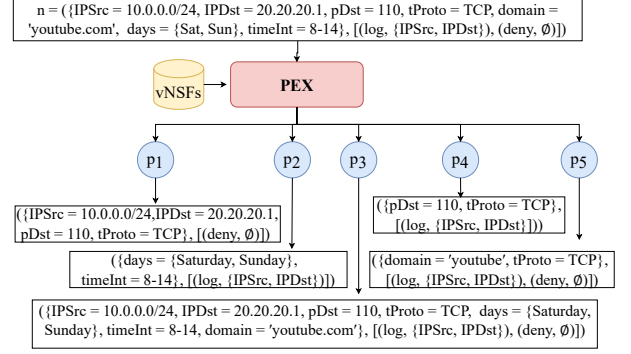 n = ({IPSrc = 10.0.0.0/24, IPDst = 20.20.20.1, pDst = 110, tProto = TCP, domain =
'youtube.com', days = {Sat, Sun}, timeInt = 8-14}, [(log, {IPSrc, IPDst}), (deny, ∅)])
vNSFs
PEX
p1
p2
p3
p4
p5
({IPSrc = 10.0.0.0/24,IPDst = 20.20.20.1,
pDst = 110, tProto = TCP}, [(deny, ∅)])
({pDst = 110, tProto = TCP},
[(log, {IPSrc, IPDst}]))
({days = {Saturday, Sunday},
timeInt = 8-14}, [(log, {IPSrc, IPDst})])
({domain = 'youtube', tProto = TCP},
[(log, {IPSrc, IPDst}), (deny, ∅)])
({IPSrc = 10.0.0.0/24, IPDst = 20.20.20.1, pDst = 110, tProto = TCP, days = {Saturday,
Sunday}, timeInt = 8-14, domain = 'youtube.com'}, [(log, {IPSrc, IPDst}), (deny, ∅)])